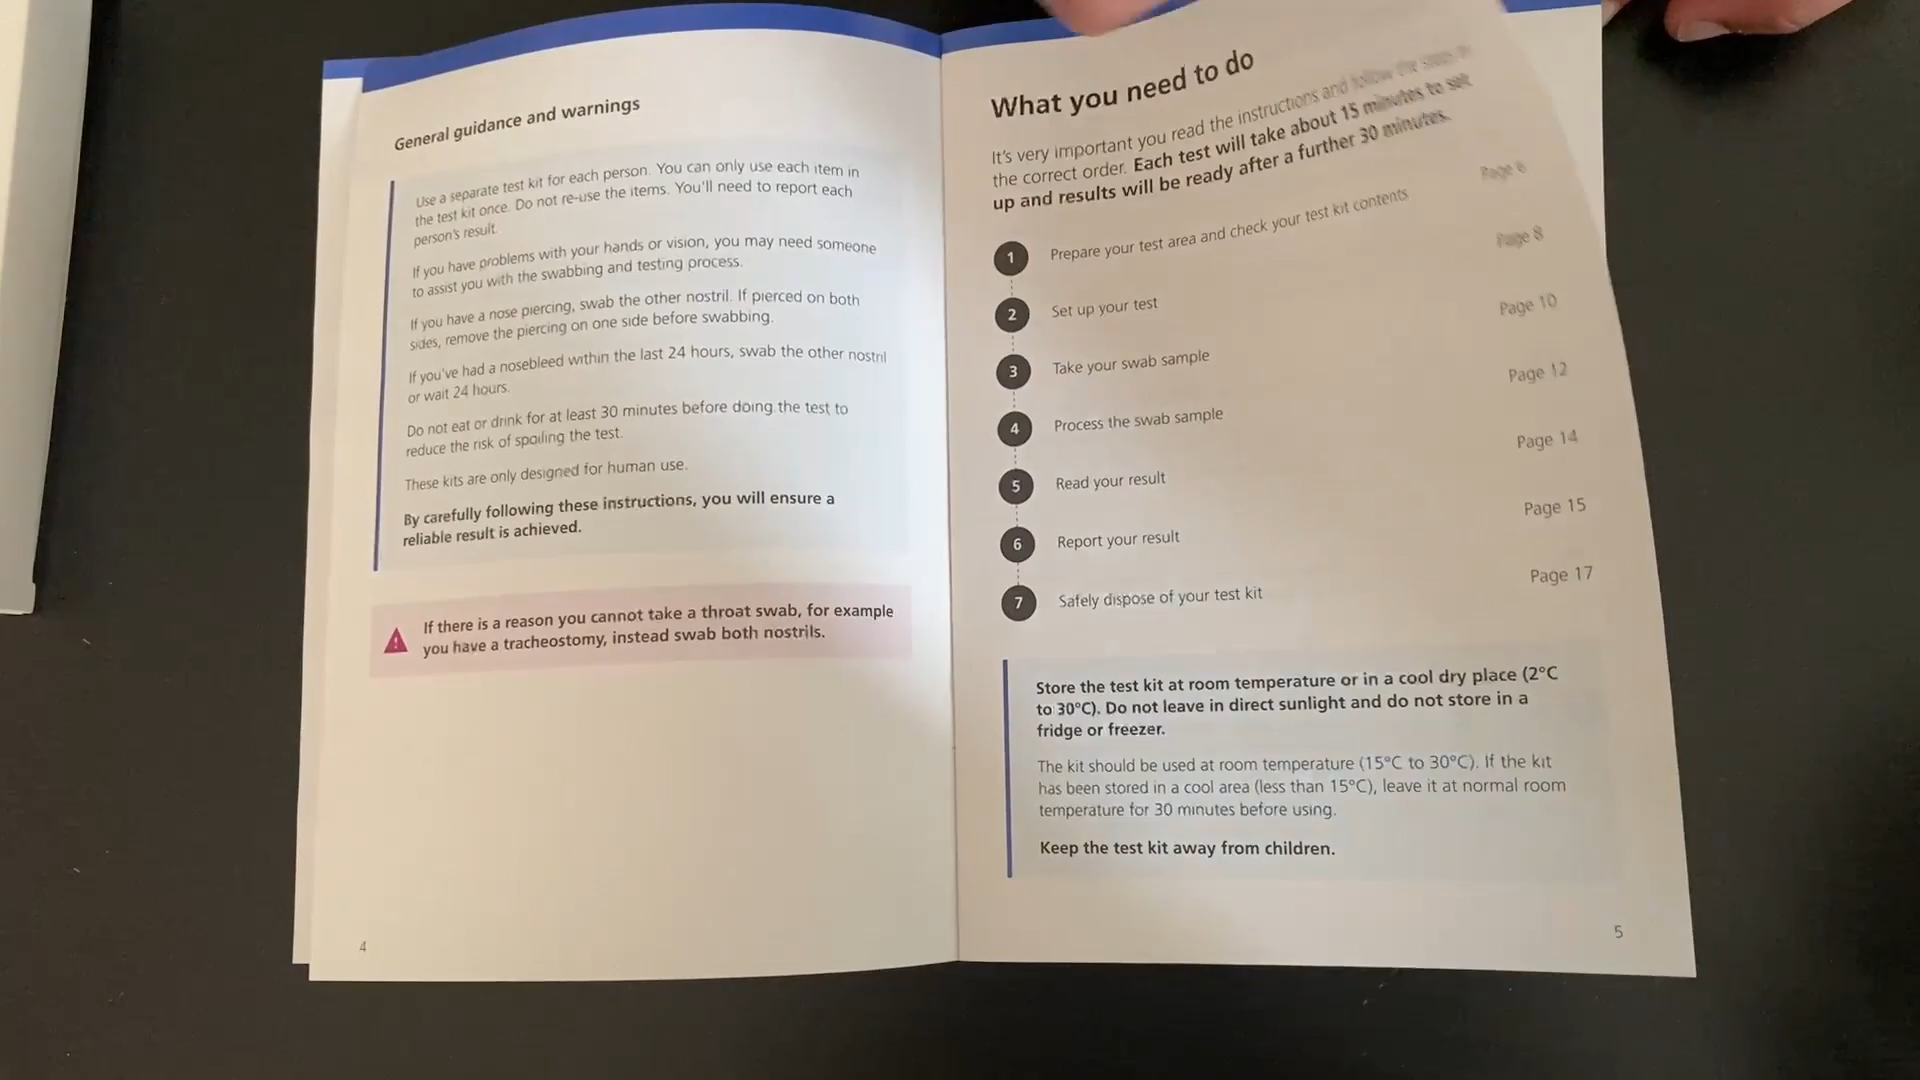 General guidance and warnings
Use a separate test kit for each person. You can only use each item in
the test kit once. Do not re-use the items. You'll need to report each
person's result.
If you have problems with your hands or vision, you may need someone
to assist you with the swabbing and testing process.
If you have a nose piercing, swab the other nostril. If pierced on both
sides, remove the piercing on one side before swabbing.
If you've had a nosebleed within the last 24 hours, swab the other nostril
or wait 24 hours.
Do not eat or drink for at least 30 minutes before doing the test to
reduce the risk of spoiling the test.
These kits are only designed for human use.
By carefully following these instructions, you will ensure a
reliable result is achieved.
If there is a reason you cannot take a throat swab, for example
you have a tracheostomy, instead swab both nostrils.
4
What you need to do
It's very important you read the instructions and follow the steps in
the correct order. Each test will take about 15 minutes to set
up and results will be ready after a further 30 minutes.
1 Prepare your test area and check your test kit contents Page 6
2 Set up your test Page 8
3 Take your swab sample Page 10
4 Process the swab sample Page 12
5 Read your result Page 14
6 Report your result Page 15
7 Safely dispose of your test kit Page 17
Store the test kit at room temperature or in a cool dry place (2°C
to 30°C). Do not leave in direct sunlight and do not store in a
fridge or freezer.
The kit should be used at room temperature (15°C to 30°C). If the kit
has been stored in a cool area (less than 15°C), leave it at normal room
temperature for 30 minutes before using.
Keep the test kit away from children.
5